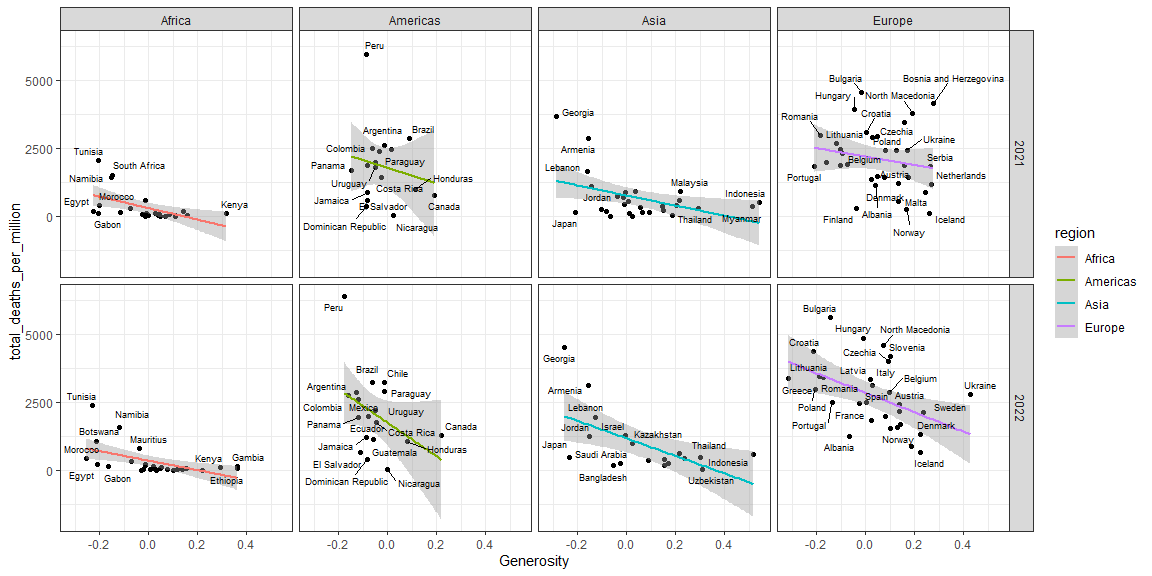 Africa
Americas
Asia
Europe
total_deaths_per_million
5000
2500
0
2021
Tunisia
South Africa
Namibia
Morocco
Egypt
Kenya
Gabon
Peru
Argentina
Brazil
Colombia
Panama
Paraguay
Uruguay
Costa Rica
Honduras
Jamaica
El Salvador
Canada
Dominican Republic
Nicaragua
Georgia
Armenia
Lebanon
Malaysia
Jordan
Indonesia
Japan
Thailand
Myanmar
Bulgaria
Bosnia and Herzegovina
Hungary
North Macedonia
Romania
Croatia
Lithuania
Czechia
Poland
Ukraine
Belgium
Serbia
Portugal
Austria
Netherlands
Denmark
Malta
Finland
Albania
Iceland
Norway
5000
2500
0
2022
Tunisia
Namibia
Botswana
Mauritius
Morocco
Kenya
Gambia
Egypt
Gabon
Ethiopia
Peru
Brazil
Chile
Argentina
Paraguay
Colombia
Mexico
Uruguay
Panama
Ecuador
Costa Rica
Canada
Jamaica
Guatemala
Honduras
El Salvador
Dominican Republic
Nicaragua
Georgia
Armenia
Lebanon
Jordan
Israel
Kazakhstan
Japan
Saudi Arabia
Thailand
Indonesia
Bangladesh
Uzbekistan
Bulgaria
Hungary
North Macedonia
Croatia
Czechia
Slovenia
Lithuania
Latvia
Italy
Belgium
Greece
Romania
Spain
Austria
Ukraine
Poland
France
Sweden
Portugal
Denmark
Albania
Norway
Iceland
-0.2 0.0 0.2 0.4
-0.2 0.0 0.2 0.4
-0.2 0.0 0.2 0.4
-0.2 0.0 0.2 0.4
Generosity
region
Africa
Americas
Asia
Europe